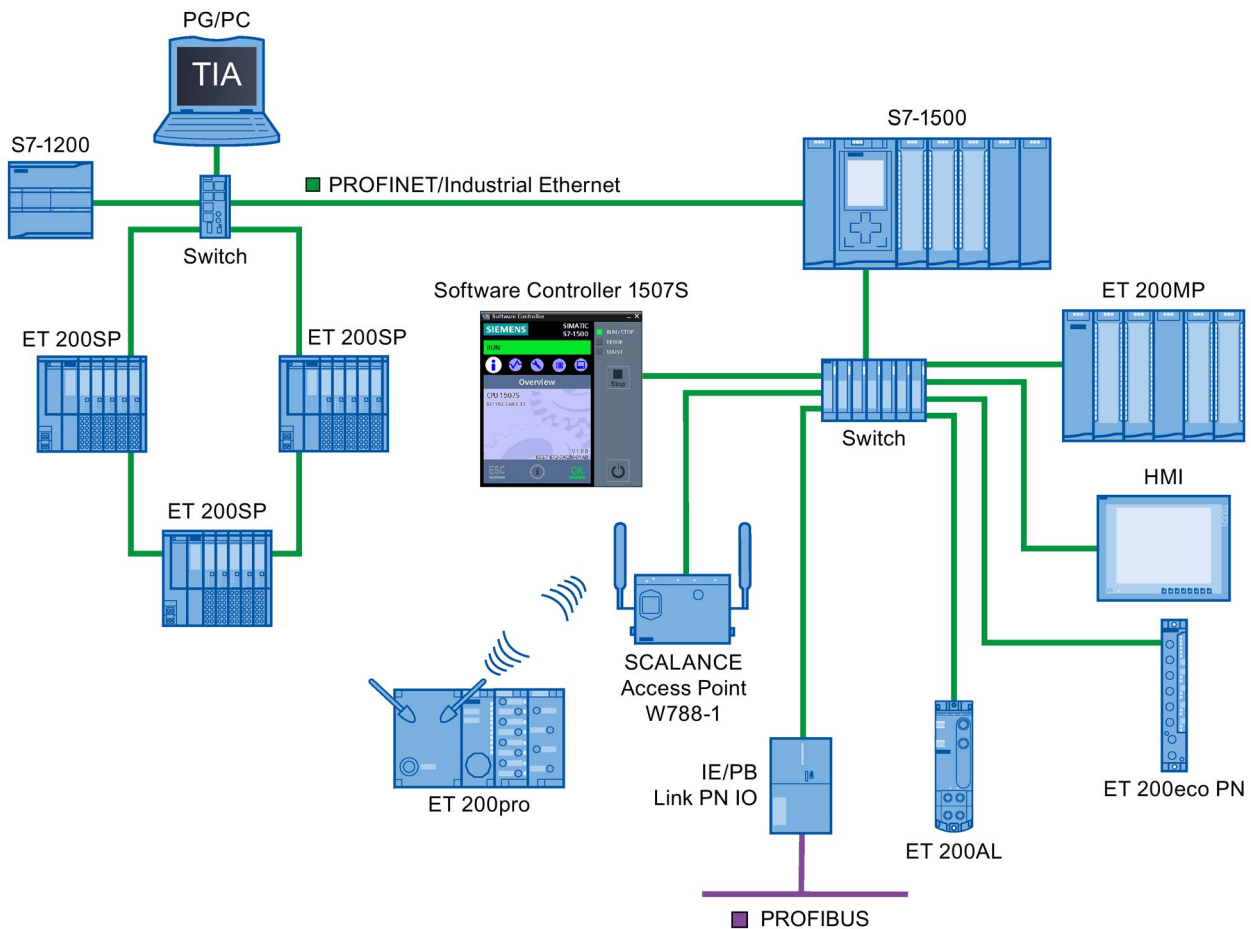 PG/PC
TIA
S7-1200
S7-1500
PROFINET/Industrial Ethernet
Switch
Software Controller 1507S
ET 200MP
Software Controller
SIEMENS
SIMATIC
S7-1500
RUN
RUN/STOP
ERROR
MAINT
Stop
Overview
CPU 1507S
ESC
OK
ET 200SP
ET 200SP
Switch
HMI
ET 200SP
SCALANCE
Access Point
W788-1
ET 200pro
IE/PB
Link PN IO
ET 200eco PN
ET 200AL
PROFIBUS